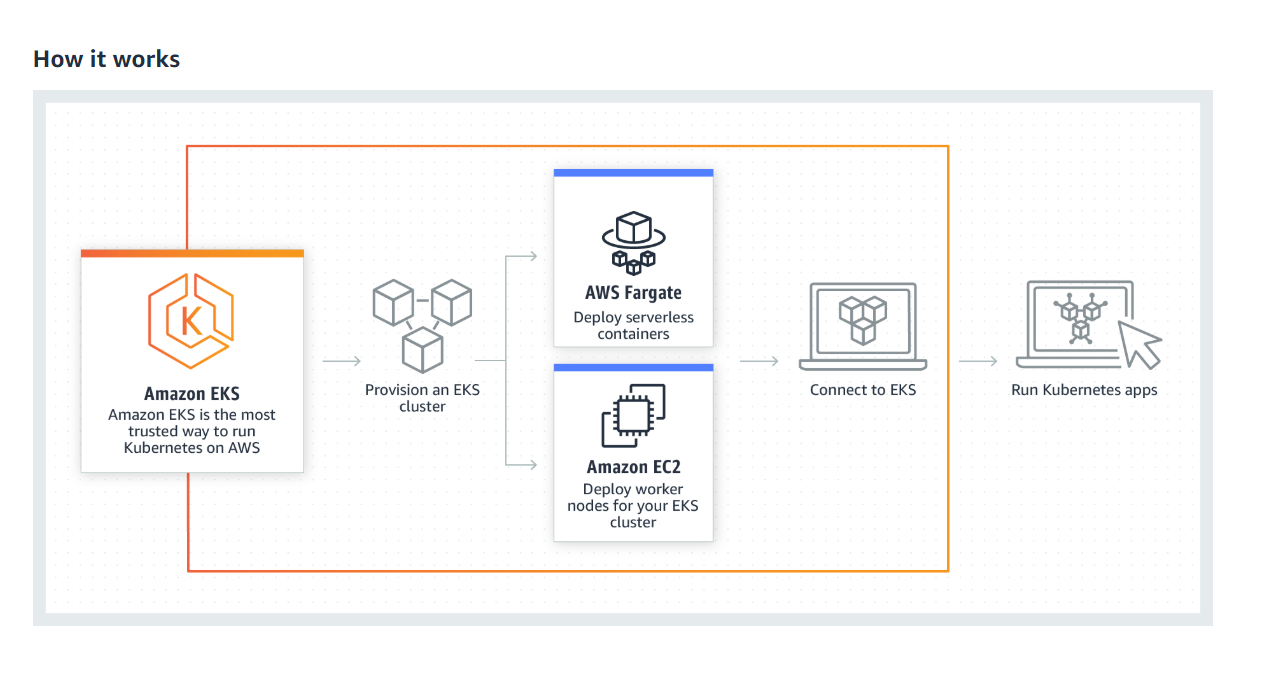 How it works
K
Amazon EKS
Amazon EKS is the most
trusted way to run
Kubernetes on AWS
Provision an EKS
cluster
AWS Fargate
Deploy serverless
containers
Amazon EC2
Deploy worker
nodes for your EKS
cluster
Connect to EKS
Run Kubernetes apps